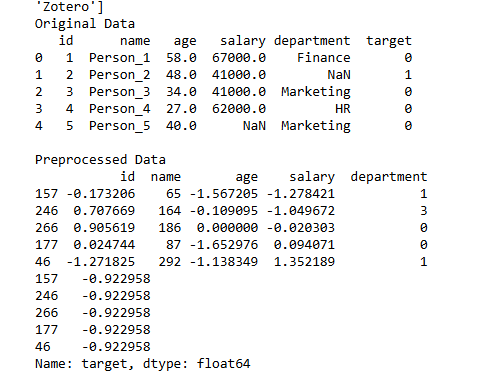 'Zotero']
Original Data
id name age salary department target
0 1 Person_1 58.0 67000.0 Finance 0
1 2 Person_2 48.0 41000.0 NaN 1
2 3 Person_3 34.0 41000.0 Marketing 0
3 4 Person_4 27.0 62000.0 HR 0
4 5 Person_5 40.0 NaN Marketing 0
Preprocessed Data
id name age salary department
157 -0.173206 65 -1.567205 -1.278421 1
246 0.707669 164 -0.109095 -1.049672 3
266 0.905619 186 0.000000 -0.020303 0
177 0.024744 87 -1.652976 0.094071 0
46 -1.271825 292 -1.138349 1.352189 1
157 -0.922958
246 -0.922958
266 -0.922958
177 -0.922958
46 -0.922958
Name: target, dtype: float64